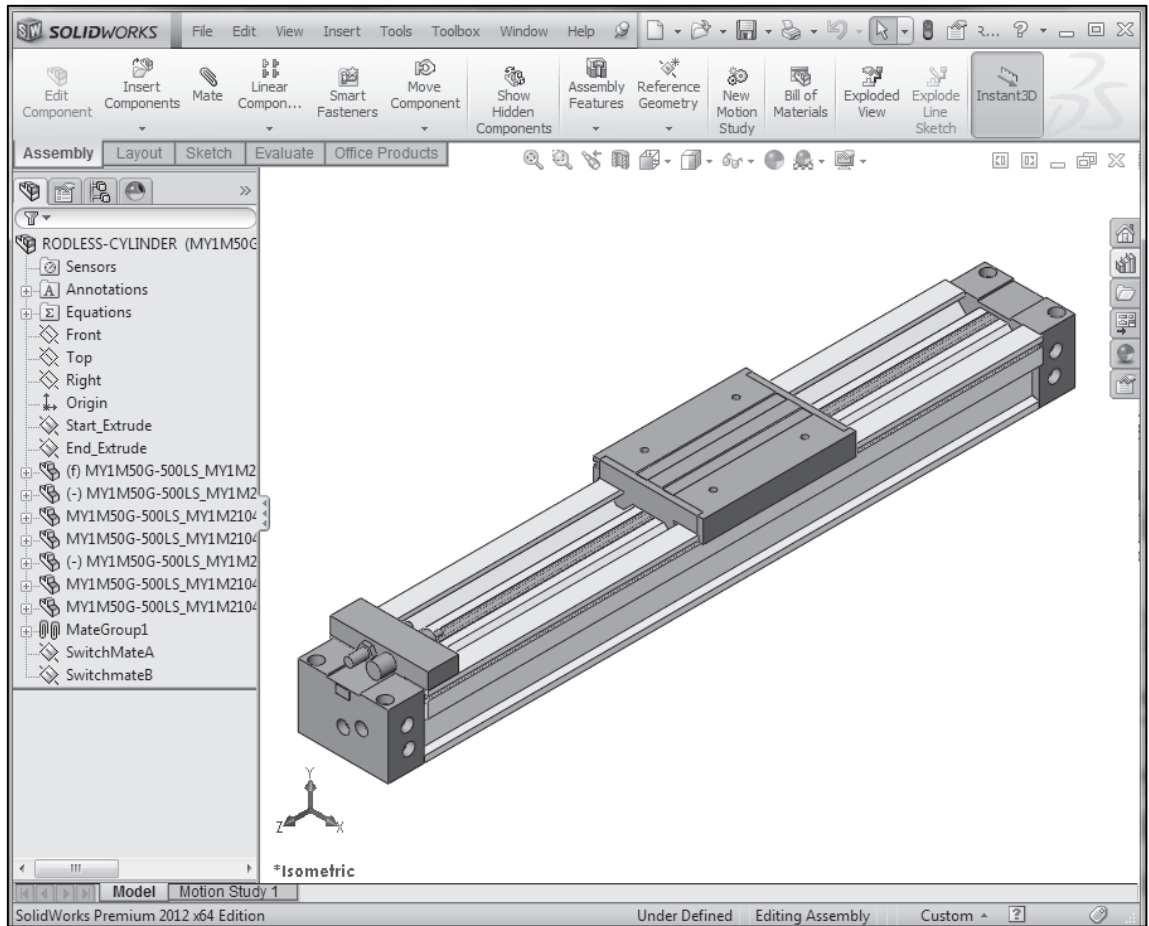 SOLIDWORKS File Edit View Insert Tools Toolbox Window Help
Edit Component
Insert Components
Mate
Linear Compon...
Smart Fasteners
Move Component
Show Hidden Components
Assembly Features
Reference Geometry
New Motion Study
Bill of Materials
Exploded View
Explode Line Sketch
Instant3D
Assembly Layout Sketch Evaluate Office Products
RODLESS-CYLINDER (MY1M50G
Sensors
Annotations
Equations
Front
Top
Right
Origin
Start_Extrude
End_Extrude
(f) MY1M50G-500LS_MY1M2
(-) MY1M50G-500LS_MY1M2
MY1M50G-500LS_MY1M2104
MY1M50G-500LS_MY1M2104
(-) MY1M50G-500LS_MY1M2
MY1M50G-500LS_MY1M2104
MY1M50G-500LS_MY1M2104
MateGroup1
SwitchMateA
SwitchmateB
Y
Z X
*Isometric
Model Motion Study 1
SolidWorks Premium 2012 x64 Edition Under Defined Editing Assembly Custom